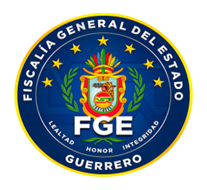 FISCALÍA GENERAL DEL ESTADO
FGE
LEALTAD HONOR INTEGRIDAD
GUERRERO